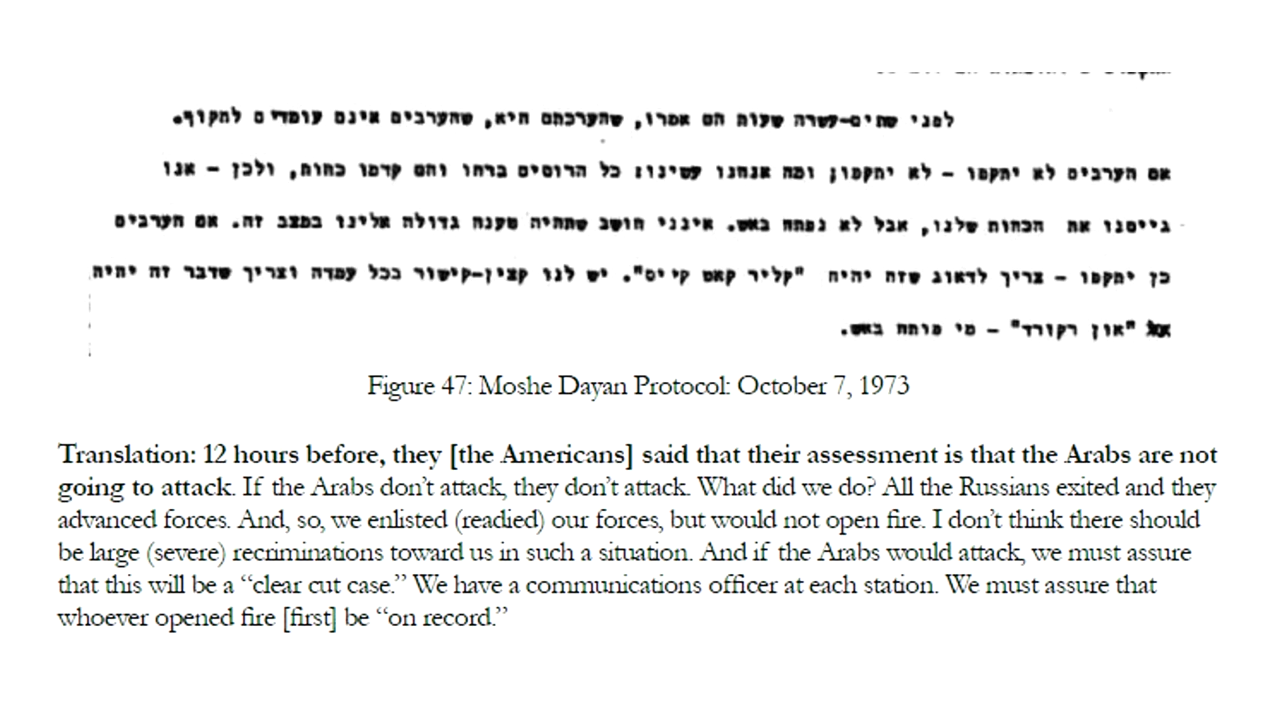 לפני שתים-עשרה שעות הם אמרו, שהערכתם היא, שהערבים אינם עומדים לתקוף.
אם הערבים לא יתקפו - לא יתקפו; ומה אנחנו עשינו: כל הרוסים ברחו והם קדמו כחות, ולכן - אנו
גייסנו את הכחות שלנו, אבל לא נפתח באש. אינני חושב שתהיה טענה גדולה אלינו במצב זה. אם הערבים
כן יתקפו - צריך לדאוג שזה יהיה "קליר קאט קייס". יש לנו קצין-קישור בכל עמדה וצריך שדבר זה יהיה
"און רקורד" - מי פותח באש.
Figure 47: Moshe Dayan Protocol: October 7, 1973
Translation: 12 hours before, they [the Americans] said that their assessment is that the Arabs are not
going to attack. If the Arabs don't attack, they don't attack. What did we do? All the Russians exited and they
advanced forces. And, so, we enlisted (readied) our forces, but would not open fire. I don't think there should
be large (severe) recriminations toward us in such a situation. And if the Arabs would attack, we must assure
that this will be a “clear cut case.” We have a communications officer at each station. We must assure that
whoever opened fire [first] be “on record.”